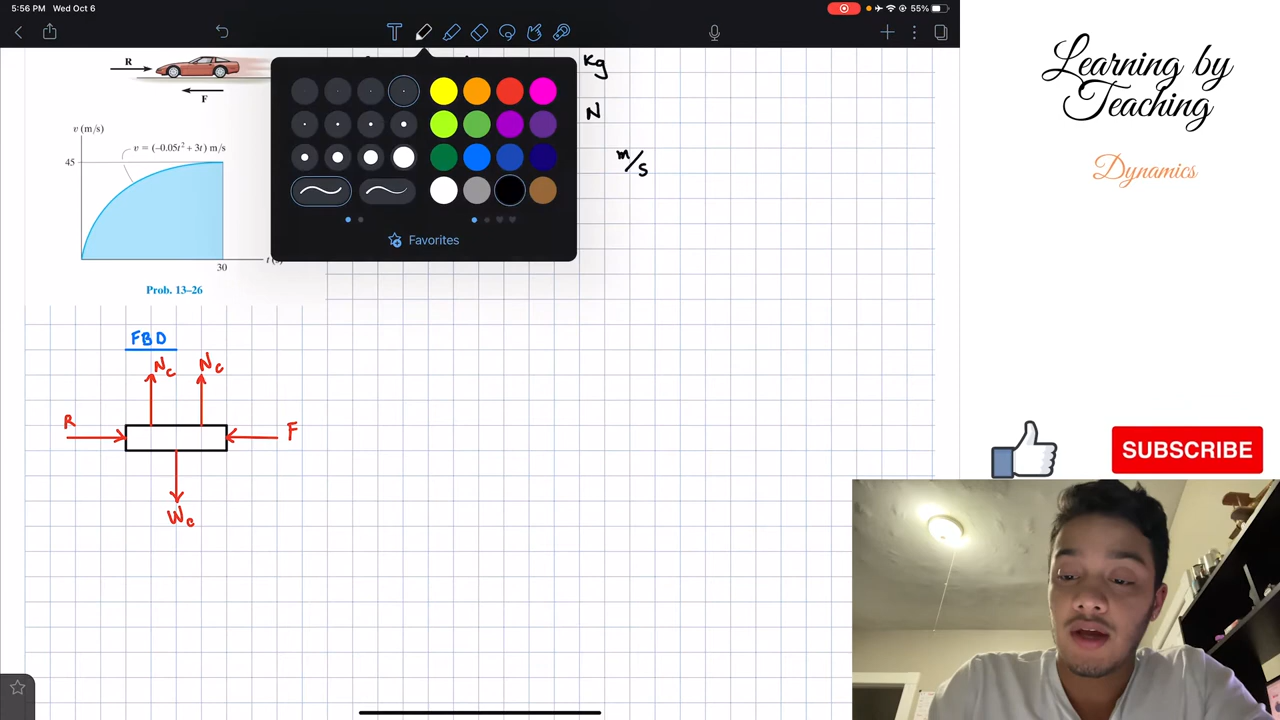 5:56 PM Wed Oct 6
55%
T
R
F
v (m/s)
45
v = (−0.05t² + 3t) m/s
30
Prob. 13–26
Kg
N
m/s
Favorites
FBD
Nc
Nc
R
F
Wc
Learning by
Teaching
Dynamics
SUBSCRIBE